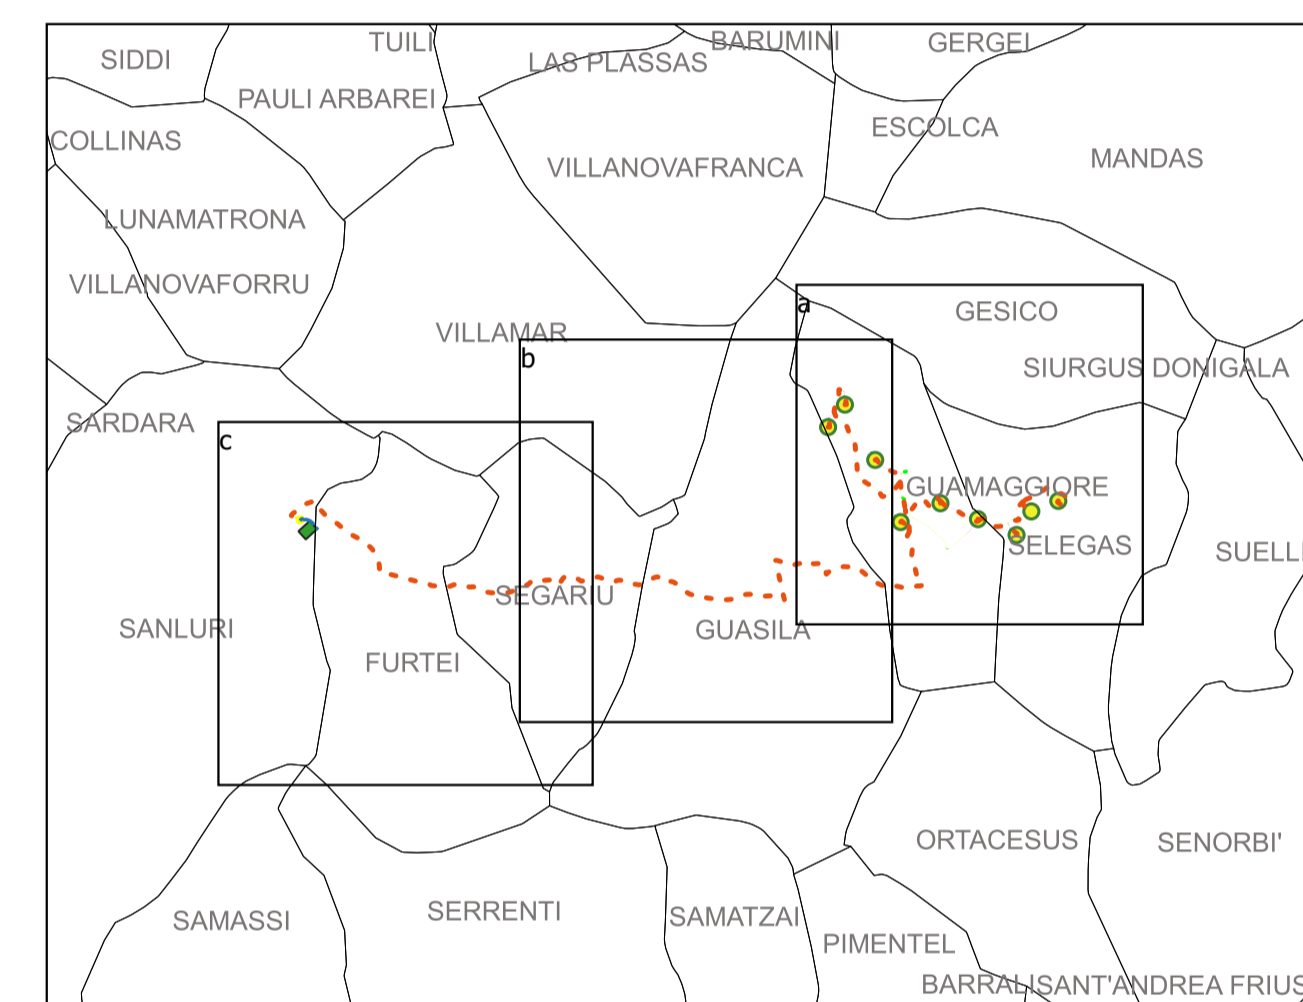 TUILI
BARUMINI
GERGEI
SIDDI
LAS PLASSAS
PAULI ARBAREI
ESCOLCA
COLLINAS
MANDAS
VILLANOVAFRANCA
LUNAMATRONA
VILLANOVAFORRU
a
GESICO
VILLAMAR
b
SIURGUS DONIGALA
SARDARA
c
GUAMAGGIORE
SELEGAS
SUELL
SEGARIU
SANLURI
GUASILA
FURTEI
ORTACESUS
SENORBI'
SERRENTI
SAMATZAI
SAMASSI
PIMENTEL
BARRALI
SANT'ANDREA FRIUS